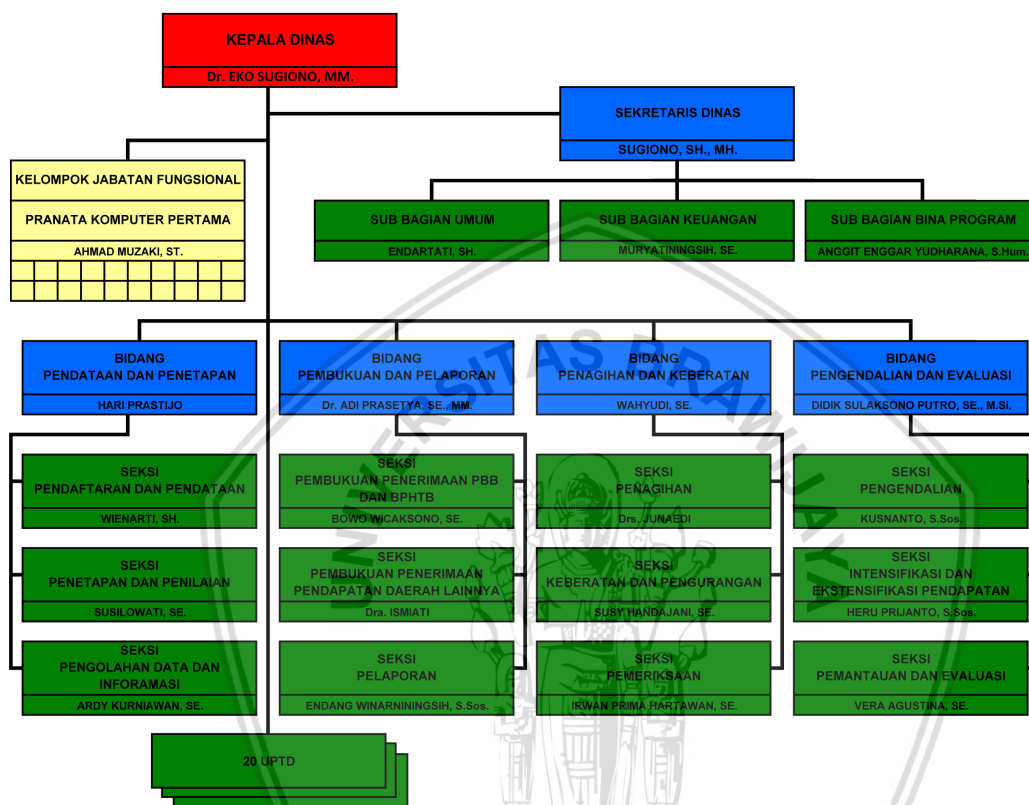 KEPALA DINAS
Dr. EKO SUGIONO, MM.
SEKRETARIS DINAS
SUGIONO, SH., MH.
KELOMPOK JABATAN FUNGSIONAL
PRANATA KOMPUTER PERTAMA
AHMAD MUZAKI, ST.
SUB BAGIAN UMUM
ENDARTATI, SH.
SUB BAGIAN KEUANGAN
MURYATININGSIH, SE.
SUB BAGIAN BINA PROGRAM
ANGGIT ENGGAR YUDHARANA, S.Hum.
BIDANG
PENDATAAN DAN PENETAPAN
HARI PRASTIJO
BIDANG
PEMBUKUAN DAN PELAPORAN
Dr. ADI PRASETYA, SE., MM.
BIDANG
PENAGIHAN DAN KEBERATAN
WAHYUDI, SE.
BIDANG
PENGENDALIAN DAN EVALUASI
DIDIK SULAKSONO PUTRO, SE., M.Si.
SEKSI
PENDAFTARAN DAN PENDATAAN
WIENARTI, SH.
SEKSI
PEMBUKUAN PENERIMAAN PBB
DAN BPHTB
BOWO WICAKSONO, SE.
SEKSI
PENAGIHAN
Drs. JUNAEDI
SEKSI
PENGENDALIAN
KUSNANTO, S.Sos.
SEKSI
PENETAPAN DAN PENILAIAN
SUSILOWATI, SE.
SEKSI
PEMBUKUAN PENERIMAAN
PENDAPATAN DAERAH LAINNYA
Dra. ISMIATI
SEKSI
KEBERATAN DAN PENGURANGAN
SUSY HANDAJANI, SE.
SEKSI
INTENSIFIKASI DAN
EKSTENSIFIKASI PENDAPATAN
HERU PRIJANTO, S.Sos.
SEKSI
PENGOLAHAN DATA DAN
INFORAMASI
ARDY KURNIAWAN, SE.
SEKSI
PELAPORAN
ENDANG WINARNININGSIH, S.Sos.
SEKSI
PEMERIKSAAN
IRWAN PRIMA HARTAWAN, SE.
SEKSI
PEMANTAUAN DAN EVALUASI
VERA AGUSTINA, SE.
20 UPTD
UNIVERSITAS BRAWIJAYA